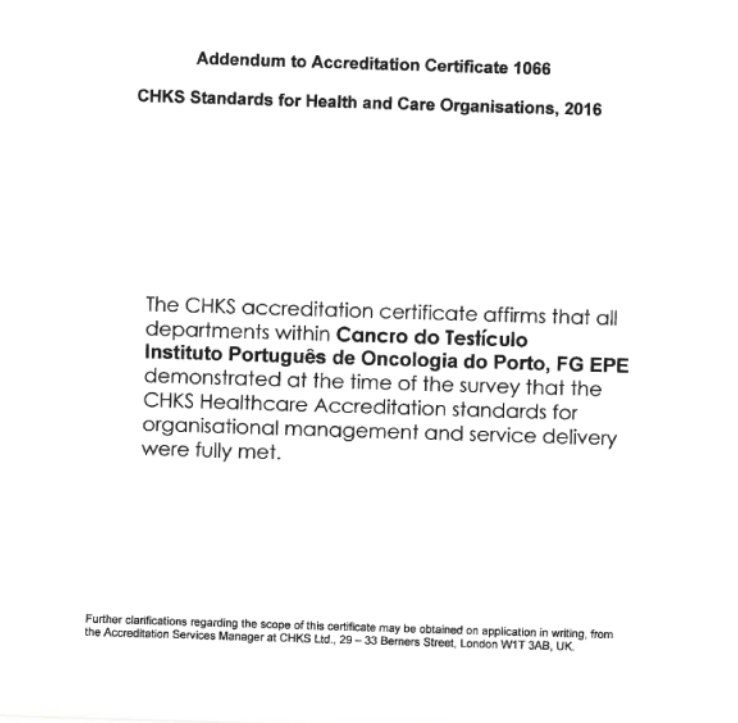 Addendum to Accreditation Certificate 1066
CHKS Standards for Health and Care Organisations, 2016
The CHKS accreditation certificate affirms that all
departments within Cancro do Testículo
Instituto Português de Oncologia do Porto, FG EPE
demonstrated at the time of the survey that the
CHKS Healthcare Accreditation standards for
organisational management and service delivery
were fully met.
Further clarifications regarding the scope of this certificate may be obtained on application in writing, from
the Accreditation Services Manager at CHKS Ltd., 29 – 33 Berners Street, London W1T 3AB, UK.